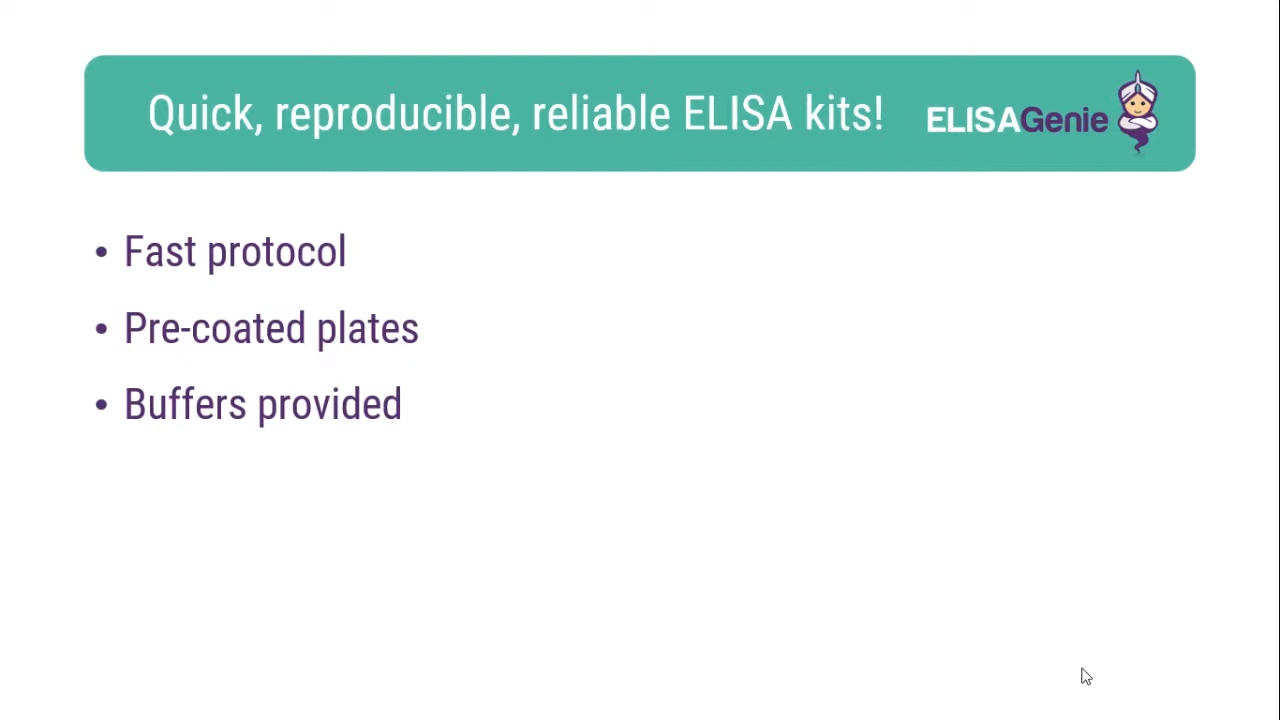 Quick, reproducible, reliable ELISA kits!
ELISAGenie
• Fast protocol
• Pre-coated plates
• Buffers provided